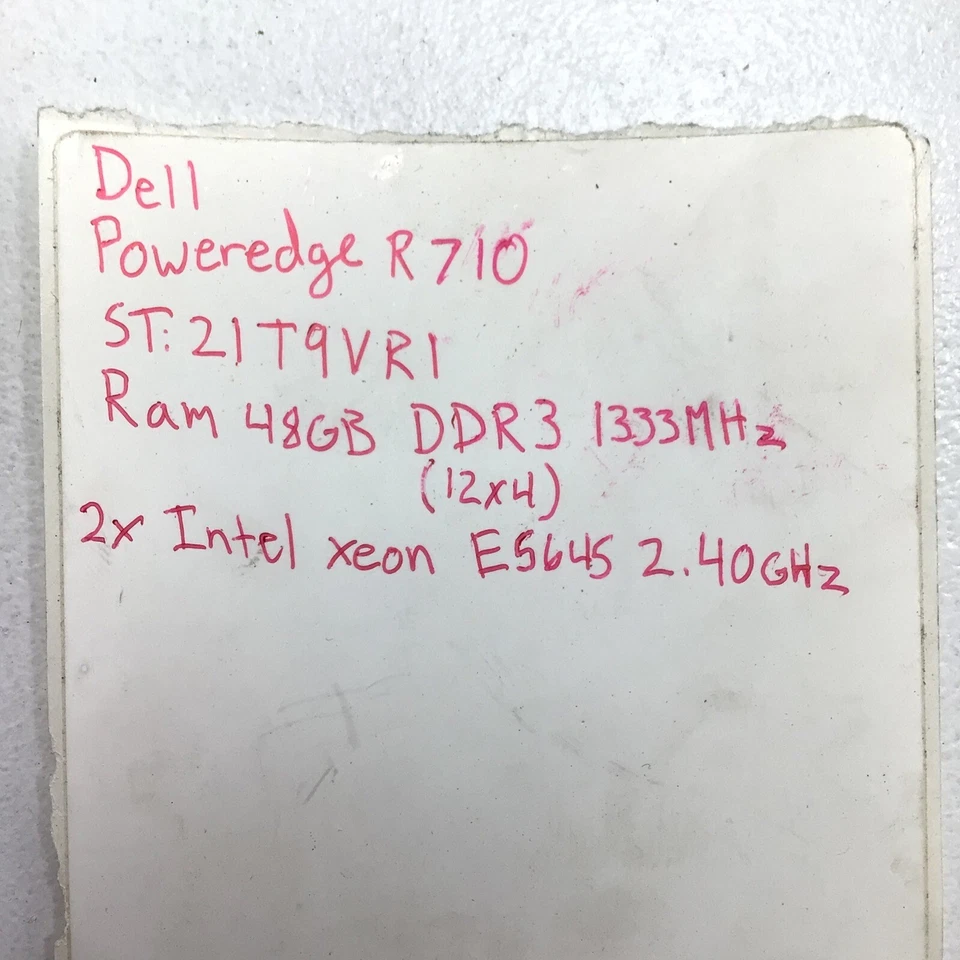 Dell
Poweredge R710
ST: 21T9VR1
Ram 48GB DDR3 1333MHz
(12x4)
2x Intel xeon E5645 2.40GHz